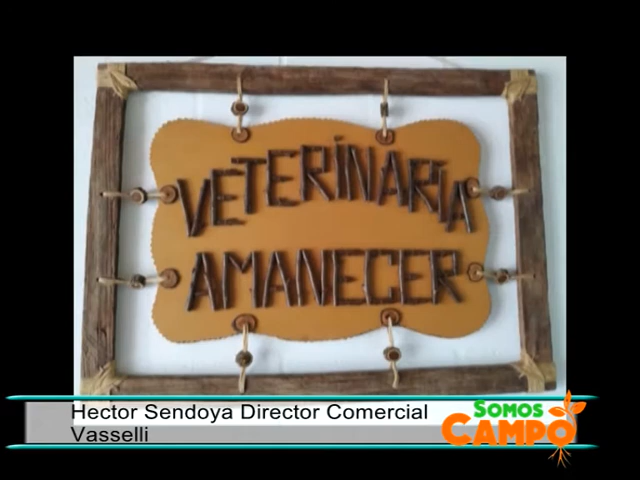 VETERINARIA
AMANECER
Hector Sendoya Director Comercial
Vasselli
SOMOS
CAMPO